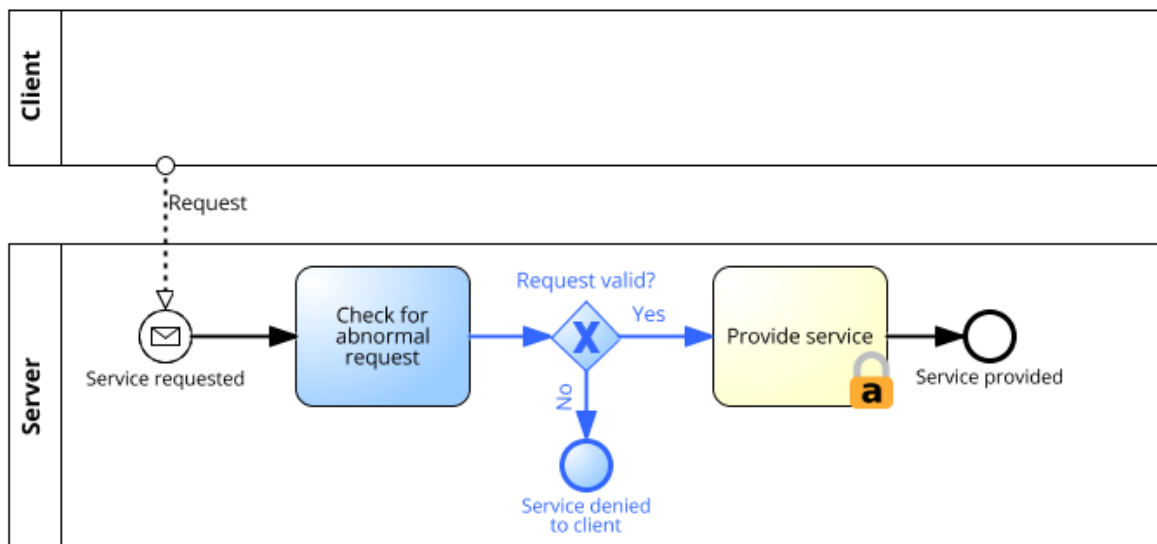 Client
Request
Server
Service requested
Check for
abnormal
request
Request valid?
X
Yes
No
Service denied
to client
Provide service
a
Service provided